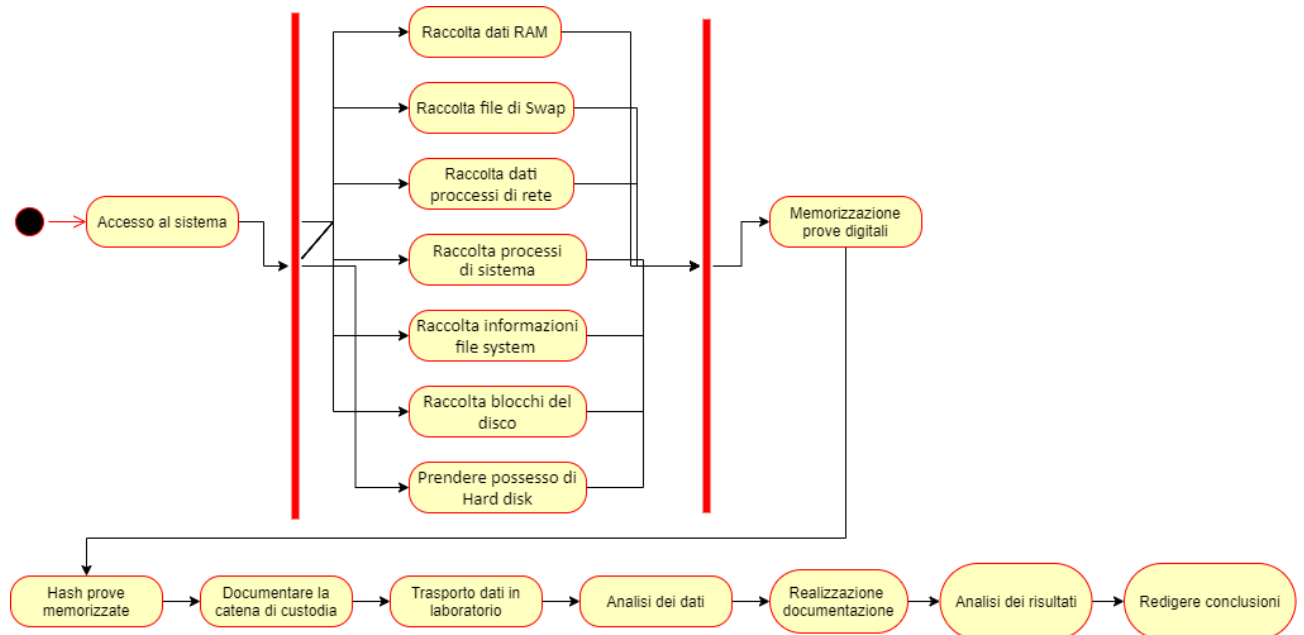 Raccolta dati RAM
Raccolta file di Swap
Raccolta dati
proccessi di rete
Accesso al sistema
Memorizzazione
prove digitali
Raccolta processi
di sistema
Raccolta informazioni
file system
Raccolta blocchi del
disco
Prendere possesso di
Hard disk
Hash prove
memorizzate
Documentare la
catena di custodia
Trasporto dati in
laboratorio
Analisi dei dati
Realizzazione
documentazione
Analisi dei risultati
Redigere conclusioni